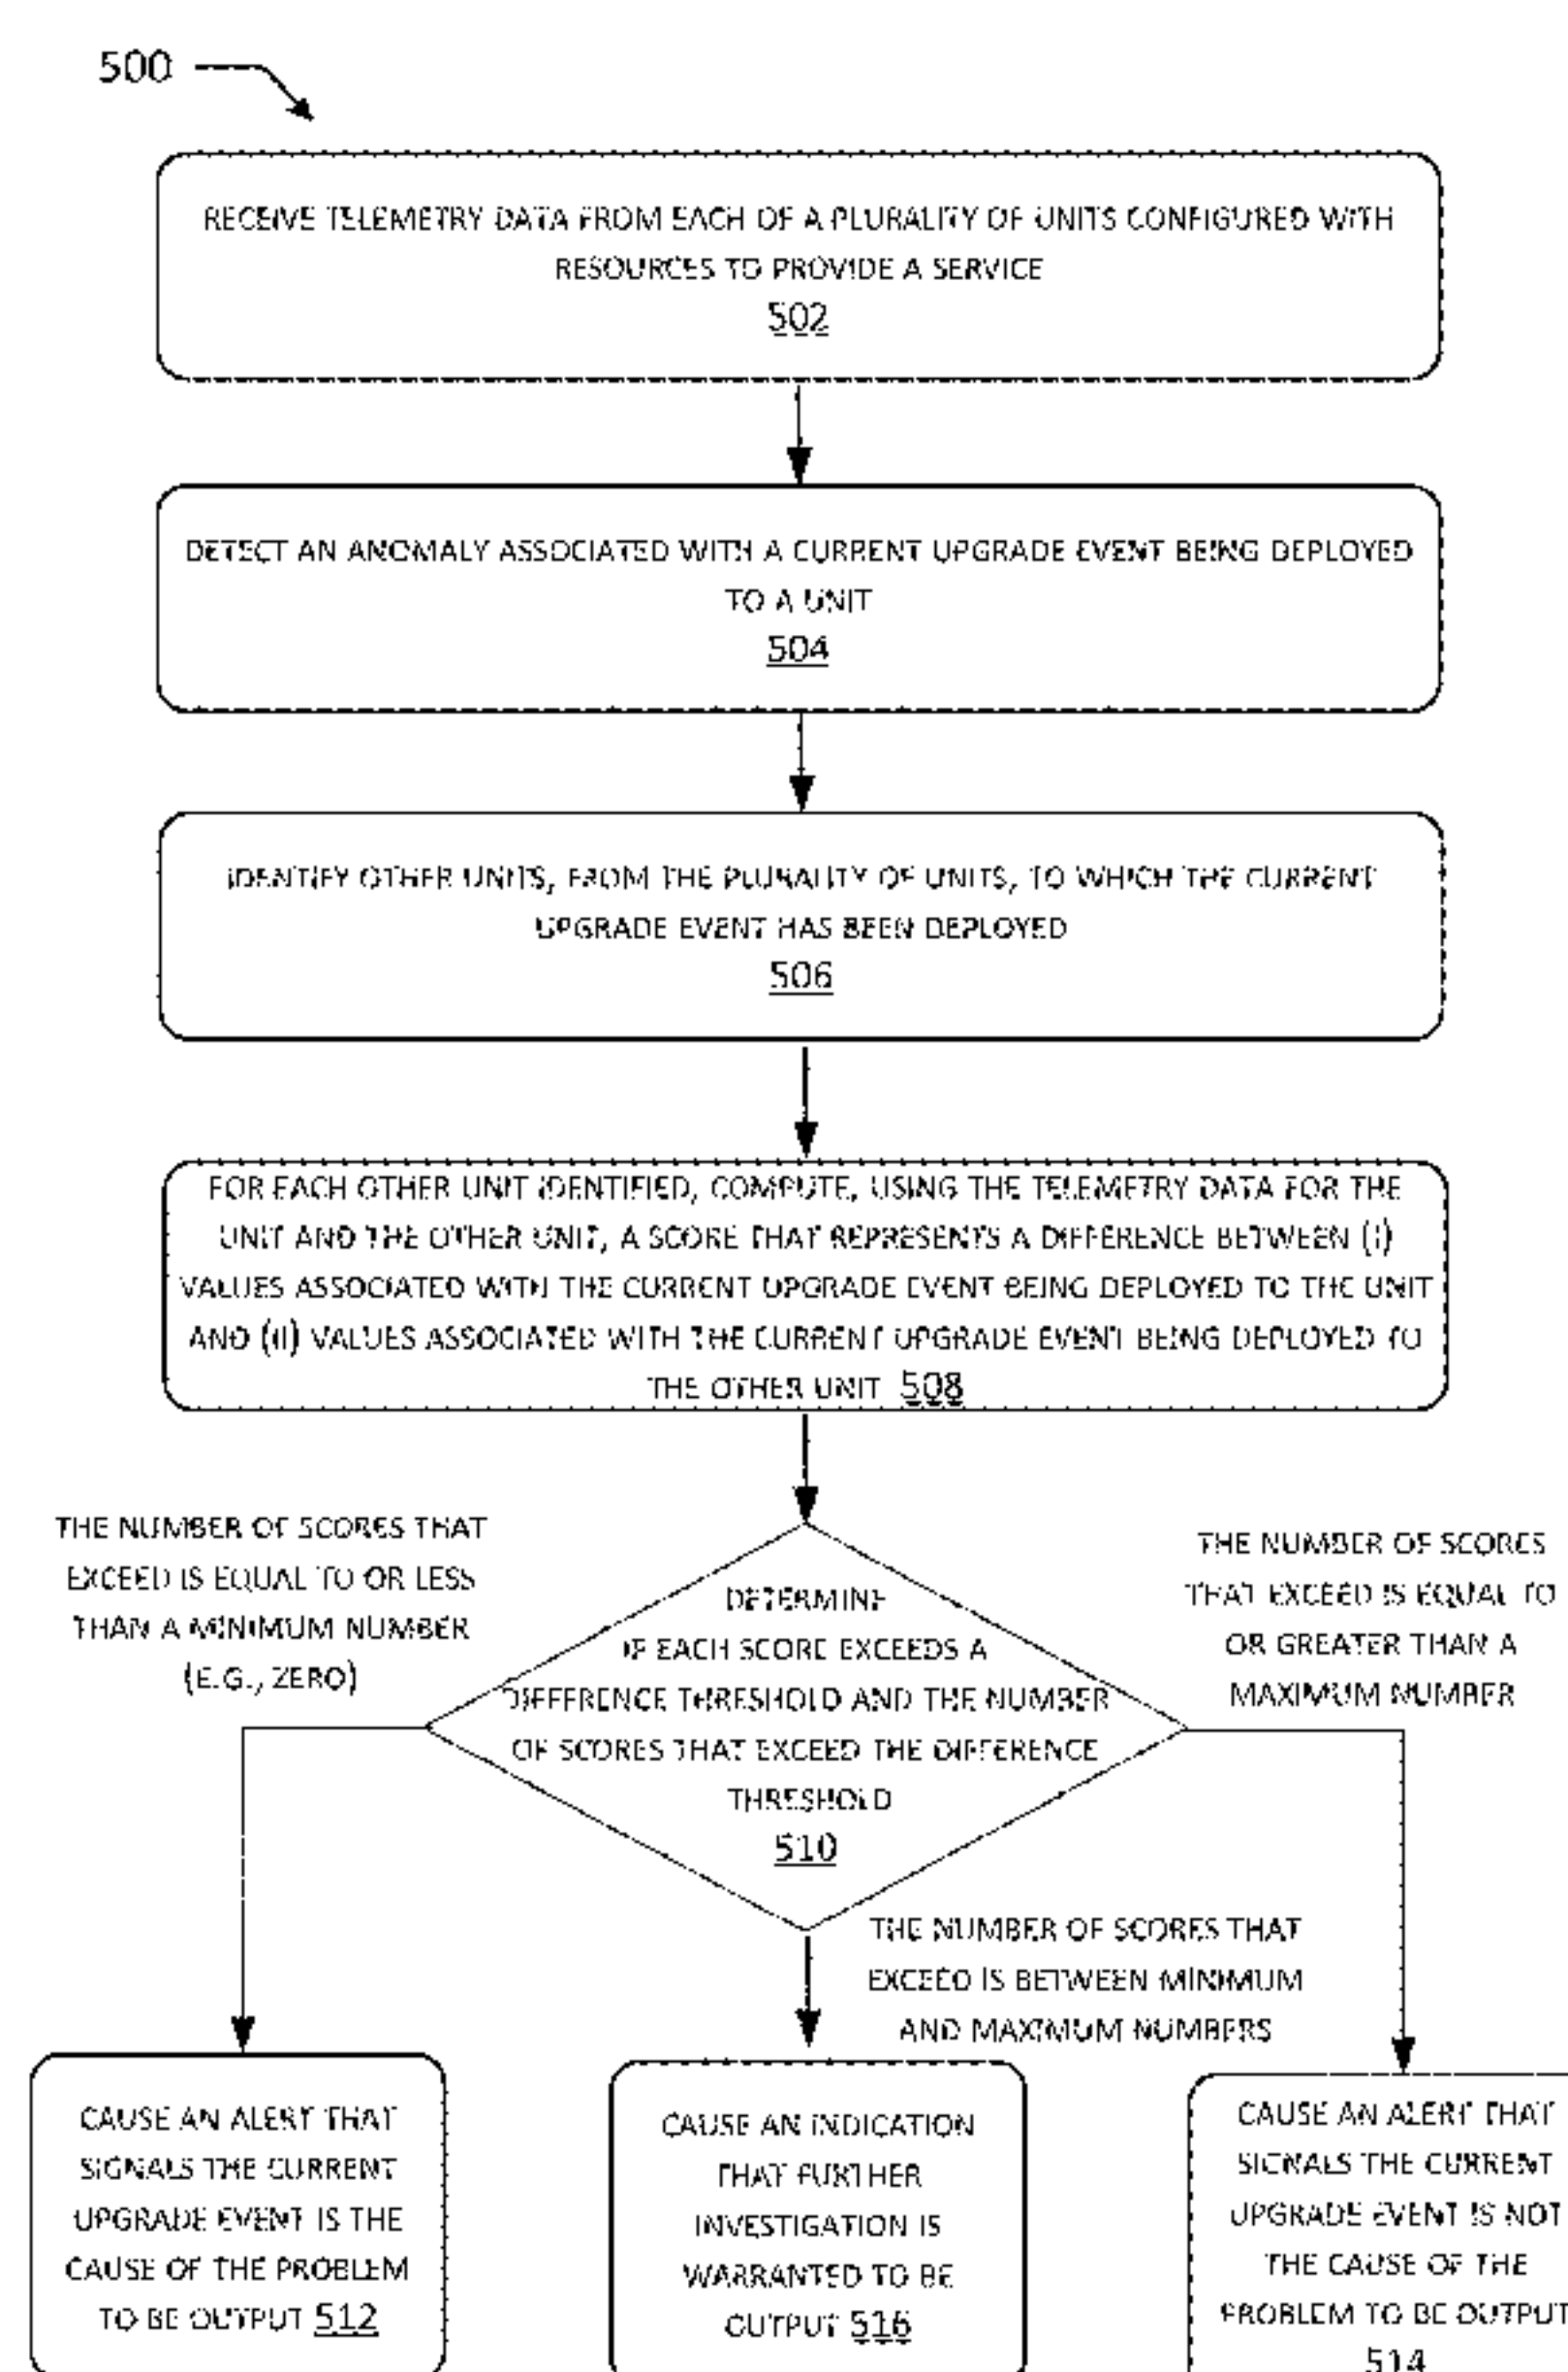 500
RECEIVE TELEMETRY DATA FROM EACH OF A PLURALITY OF UNITS CONFIGURED WITH
RESOURCES TO PROVIDE A SERVICE
502
DETECT AN ANOMALY ASSOCIATED WITH A CURRENT UPGRADE EVENT BEING DEPLOYED
TO A UNIT
504
IDENTIFY OTHER UNITS, FROM THE PLURALITY OF UNITS, TO WHICH THE CURRENT
UPGRADE EVENT HAS BEEN DEPLOYED
506
FOR EACH OTHER UNIT IDENTIFIED, COMPUTE, USING THE TELEMETRY DATA FOR THE
UNIT AND THE OTHER UNIT, A SCORE THAT REPRESENTS A DIFFERENCE BETWEEN (I)
VALUES ASSOCIATED WITH THE CURRENT UPGRADE EVENT BEING DEPLOYED TO THE UNIT
AND (II) VALUES ASSOCIATED WITH THE CURRENT UPGRADE EVENT BEING DEPLOYED TO
THE OTHER UNIT 508
THE NUMBER OF SCORES THAT
EXCEED IS EQUAL TO OR LESS
THAN A MINIMUM NUMBER
(E.G., ZERO)
DETERMINE
IF EACH SCORE EXCEEDS A
DIFFERENCE THRESHOLD AND THE NUMBER
OF SCORES THAT EXCEED THE DIFFERENCE
THRESHOLD
510
THE NUMBER OF SCORES
THAT EXCEED IS EQUAL TO
OR GREATER THAN A
MAXIMUM NUMBER
THE NUMBER OF SCORES THAT
EXCEED IS BETWEEN MINIMUM
AND MAXIMUM NUMBERS
CAUSE AN ALERT THAT
SIGNALS THE CURRENT
UPGRADE EVENT IS THE
CAUSE OF THE PROBLEM
TO BE OUTPUT 512
CAUSE AN INDICATION
THAT FURTHER
INVESTIGATION IS
WARRANTED TO BE
OUTPUT 516
CAUSE AN ALERT THAT
SIGNALS THE CURRENT
UPGRADE EVENT IS NOT
THE CAUSE OF THE
PROBLEM TO BE OUTPUT
514